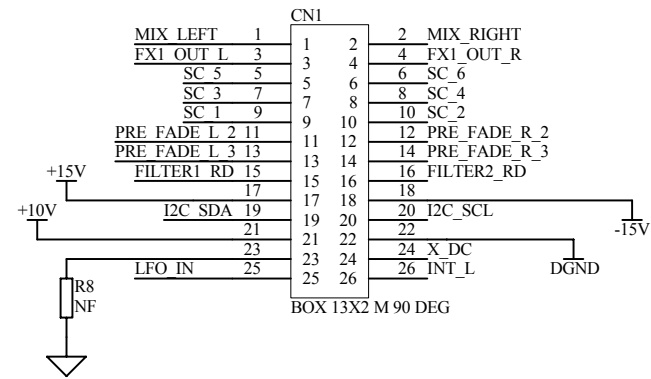 CN1
MIX_LEFT 1 1 2 2 MIX_RIGHT
FX1_OUT_L 3 3 4 4 FX1_OUT_R
SC_5 5 5 6 6 SC_6
SC_3 7 7 8 8 SC_4
SC_1 9 9 10 10 SC_2
PRE_FADE_L_2 11 11 12 12 PRE_FADE_R_2
PRE_FADE_L_3 13 13 14 14 PRE_FADE_R_3
+15V FILTER1_RD 15 15 16 16 FILTER2_RD
17 17 18 18
+10V I2C_SDA 19 19 20 20 I2C_SCL -15V
21 21 22 22
23 23 24 24 X_DC
LFO_IN 25 25 26 26 INT_L DGND
R8
NF
BOX 13X2 M 90 DEG